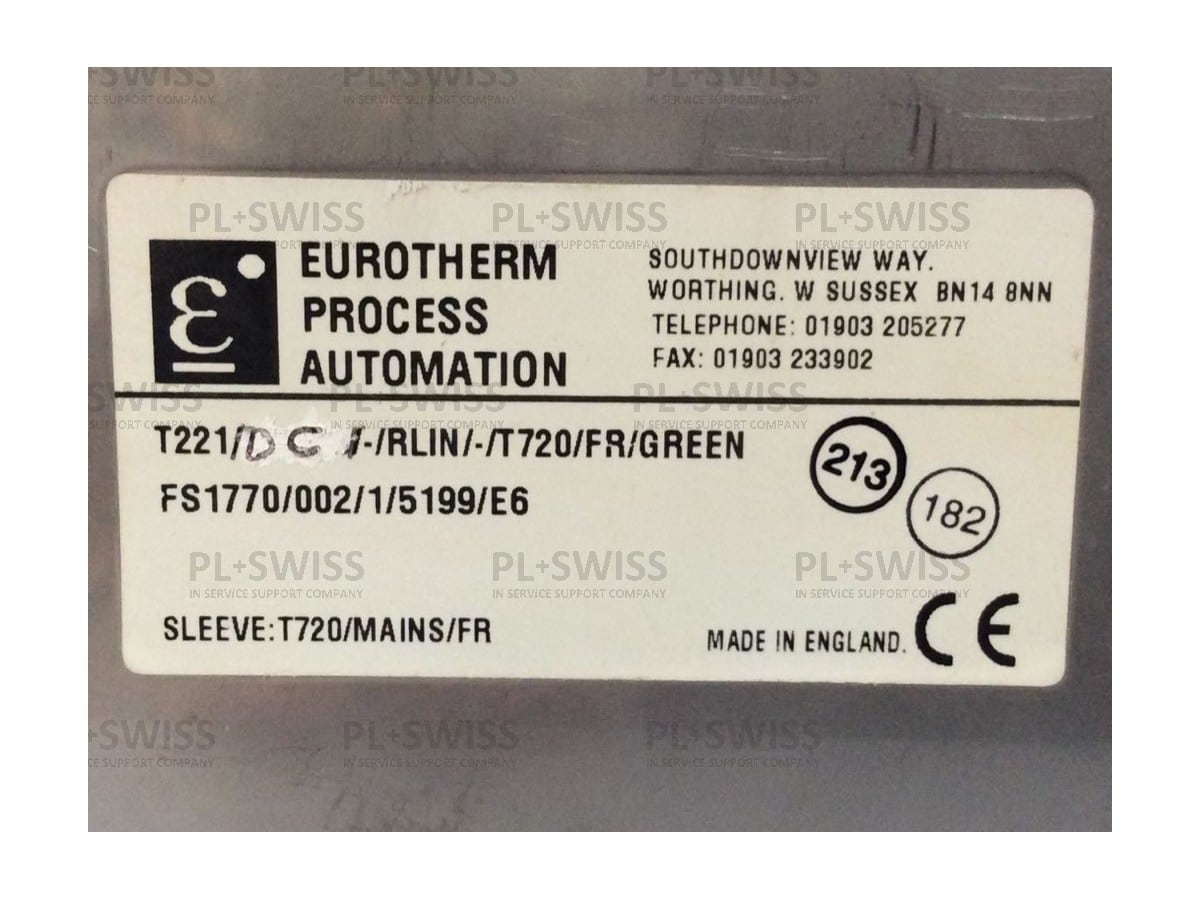 EUROTHERM
PROCESS
AUTOMATION
SOUTHDOWNVIEW WAY.
WORTHING. W SUSSEX BN14 8NN
TELEPHONE: 01903 205277
FAX: 01903 233902
T221/DC/-/RLIN/-/T720/FR/GREEN
FS1770/002/1/5199/E6
213
182
SLEEVE:T720/MAINS/FR
MADE IN ENGLAND.
CE
PL+SWISS
IN SERVICE SUPPORT COMPANY